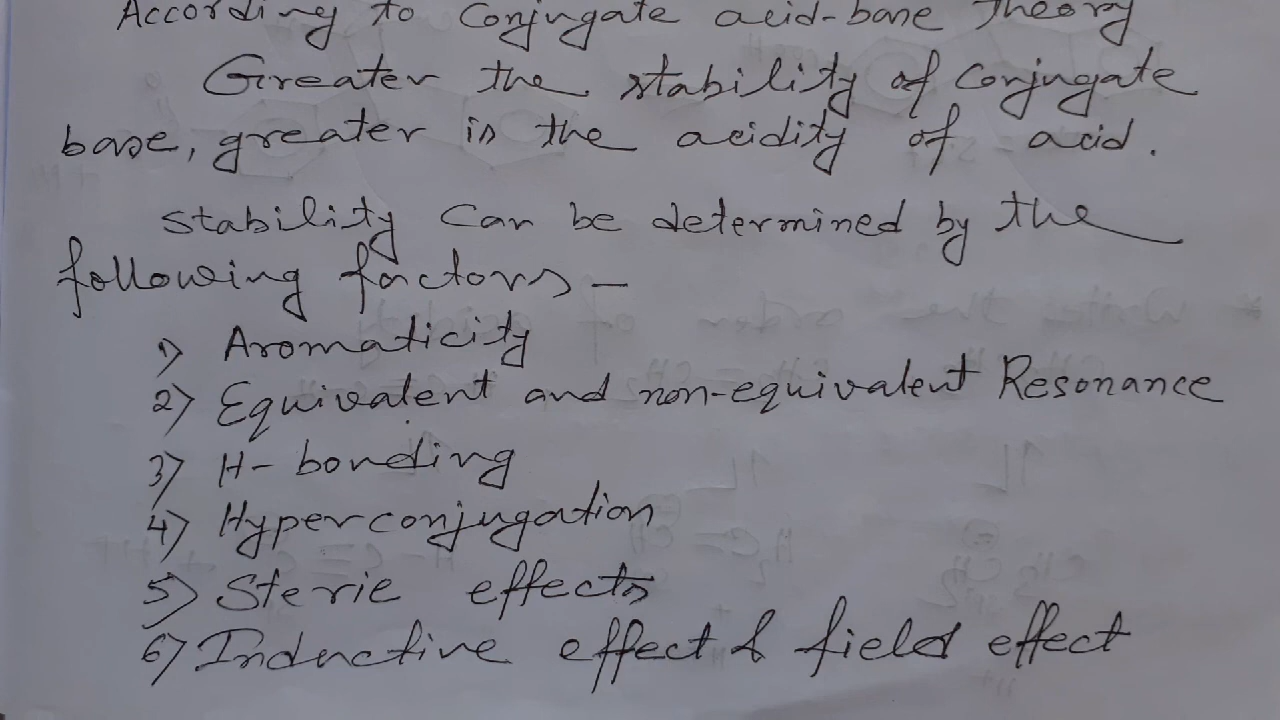 According to Conjugate acid-base Theory
Greater the stability of Conjugate
base, greater is the acidity of acid.
Stability Can be determined by the
following factors -
1) Aromaticity
2) Equivalent and non-equivalent Resonance
3) H-bonding
4) Hyperconjugation
5) Steric effects
6) Inductive effect & field effect